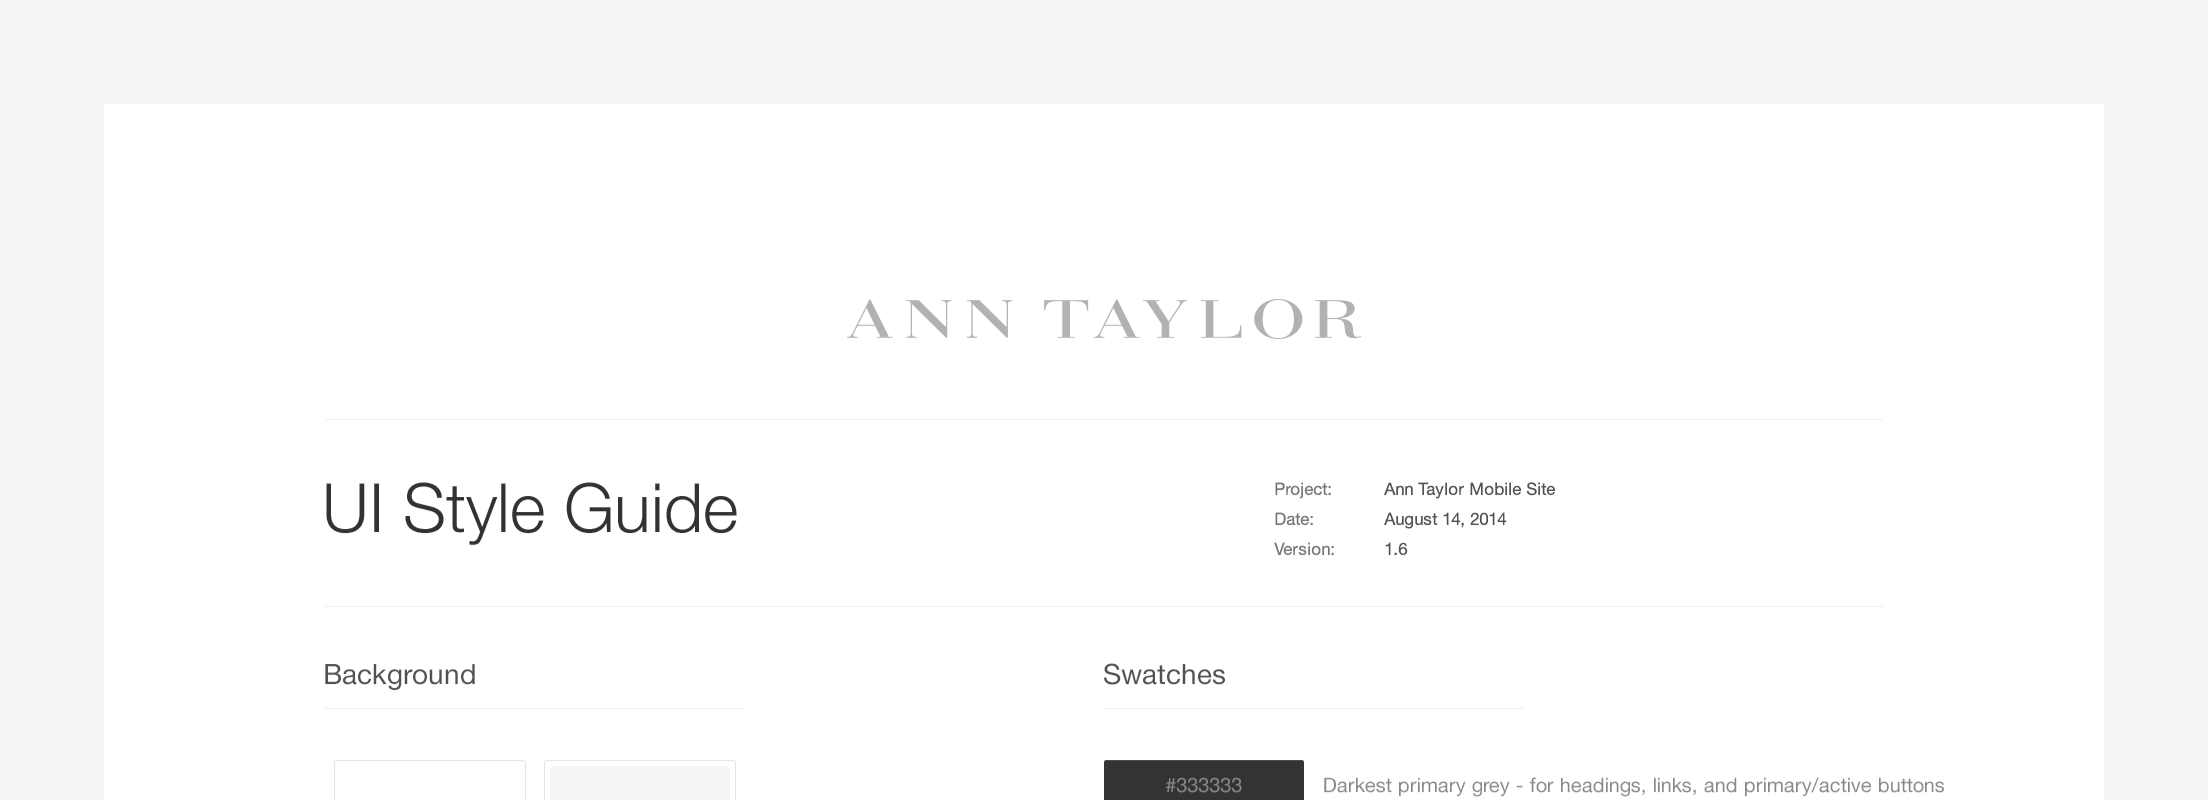 ANN TAYLOR
UI Style Guide
Project: Ann Taylor Mobile Site
Date: August 14, 2014
Version: 1.6
Background
Swatches
#333333 Darkest primary grey - for headings, links, and primary/active buttons